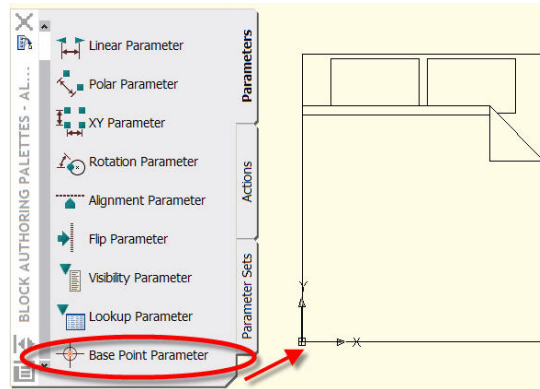 Linear Parameter
Polar Parameter
XY Parameter
Rotation Parameter
Alignment Parameter
Flip Parameter
Visibility Parameter
Lookup Parameter
Base Point Parameter
Parameters
Actions
Parameter Sets
BLOCK AUTHORING PALETTES - AL...
Y
X